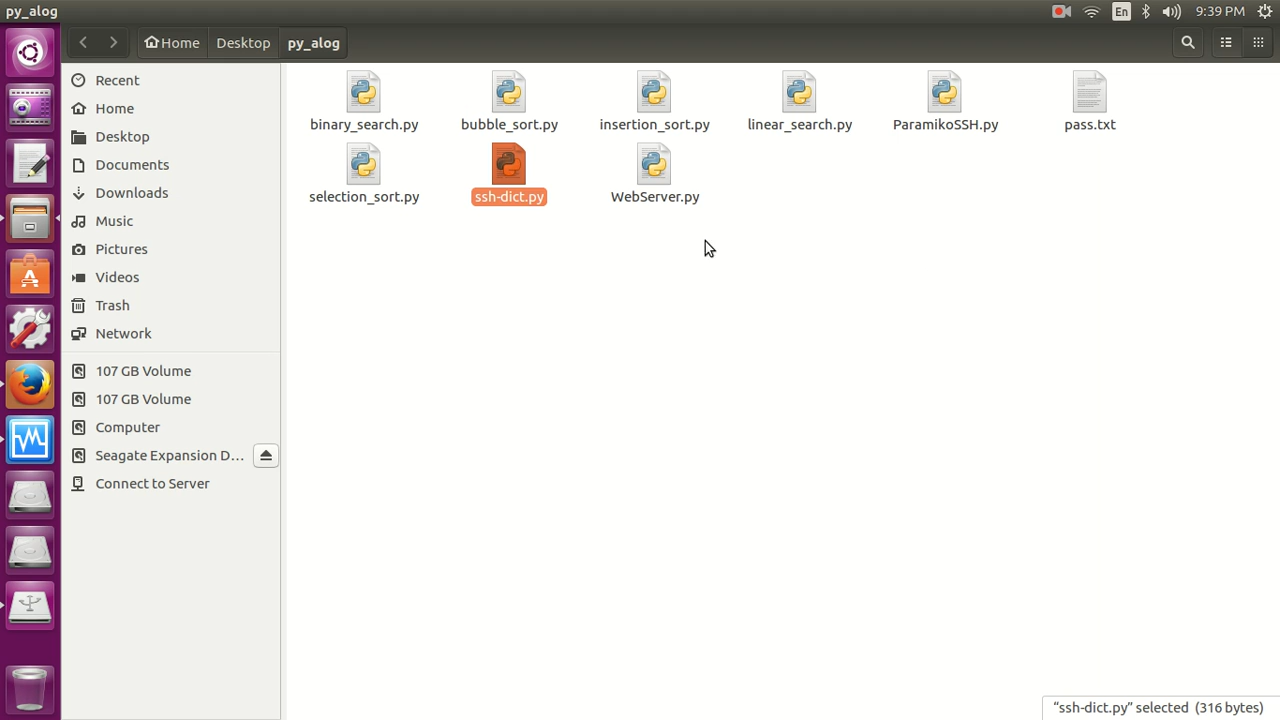 py_alog
En
9:39 PM
Home
Desktop
py_alog
Recent
Home
Desktop
Documents
Downloads
Music
Pictures
Videos
Trash
Network
107 GB Volume
107 GB Volume
Computer
Seagate Expansion D...
Connect to Server
binary_search.py
bubble_sort.py
insertion_sort.py
linear_search.py
ParamikoSSH.py
pass.txt
selection_sort.py
ssh-dict.py
WebServer.py
“ssh-dict.py” selected (316 bytes)